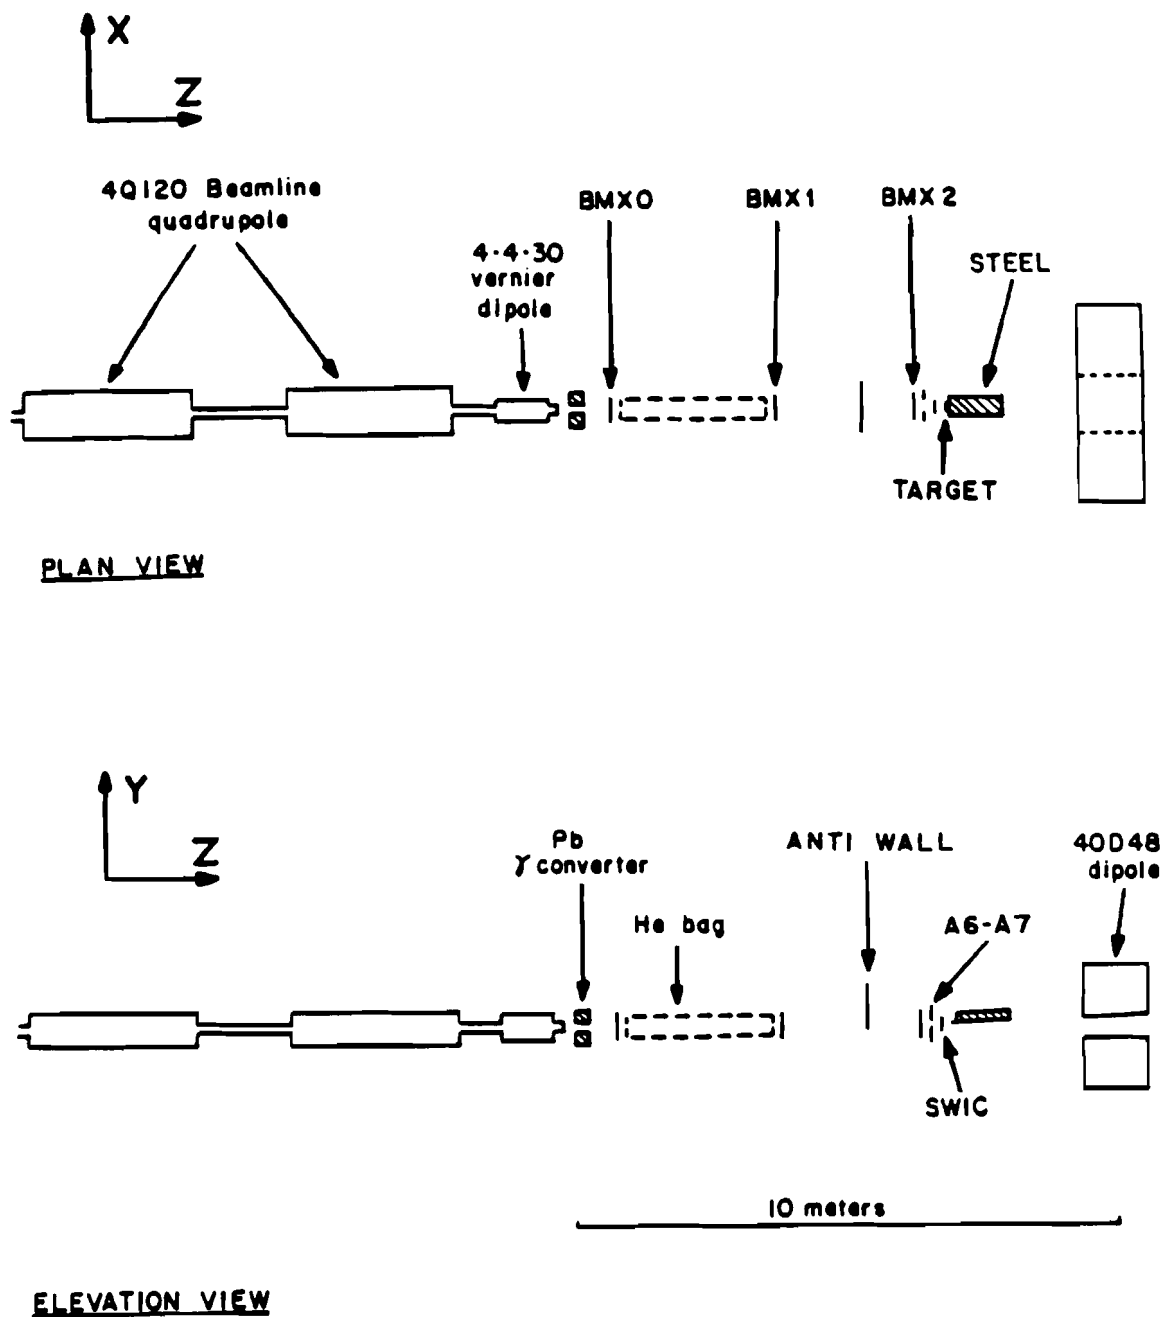 X
Z
4Q120 Beamline
quadrupole
4-4-30
vernier
dipole
BMX0
BMX1
BMX2
STEEL
TARGET
PLAN VIEW
Y
Z
Pb
γ converter
He bag
ANTI WALL
A6-A7
40D48
dipole
SWIC
10 meters
ELEVATION VIEW